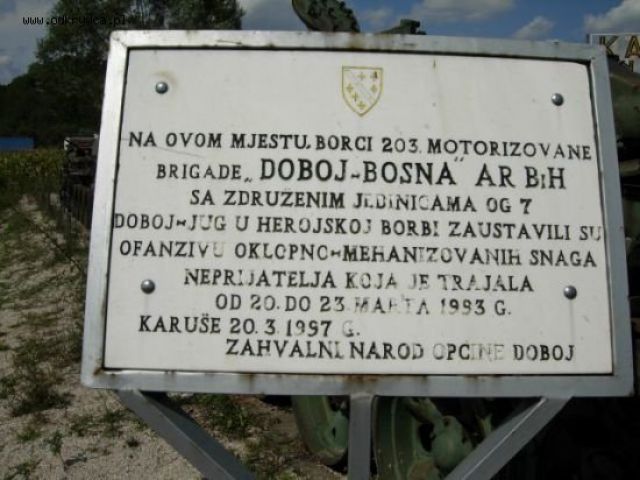 www.odkryjca.pl
KA
NA OVOM MJESTU, BORCI 203. MOTORIZOVANE
BRIGADE „DOBOJ-BOSNA" AR BiH
SA ZDRUŽENIM JEDINICAMA OG 7
DOBOJ-JUG U HEROJSKOJ BORBI ZAUSTAVILI SU
OFANZIVU OKLOPNO-MEHANIZOVANIH SNAGA
NEPRIJATELJA KOJA JE TRAJALA
OD 20. DO 23. MARTA 1993 G.
KARUŠE 20. 3. 1997 G.
ZAHVALNI NAROD OPĆINE DOBOJ